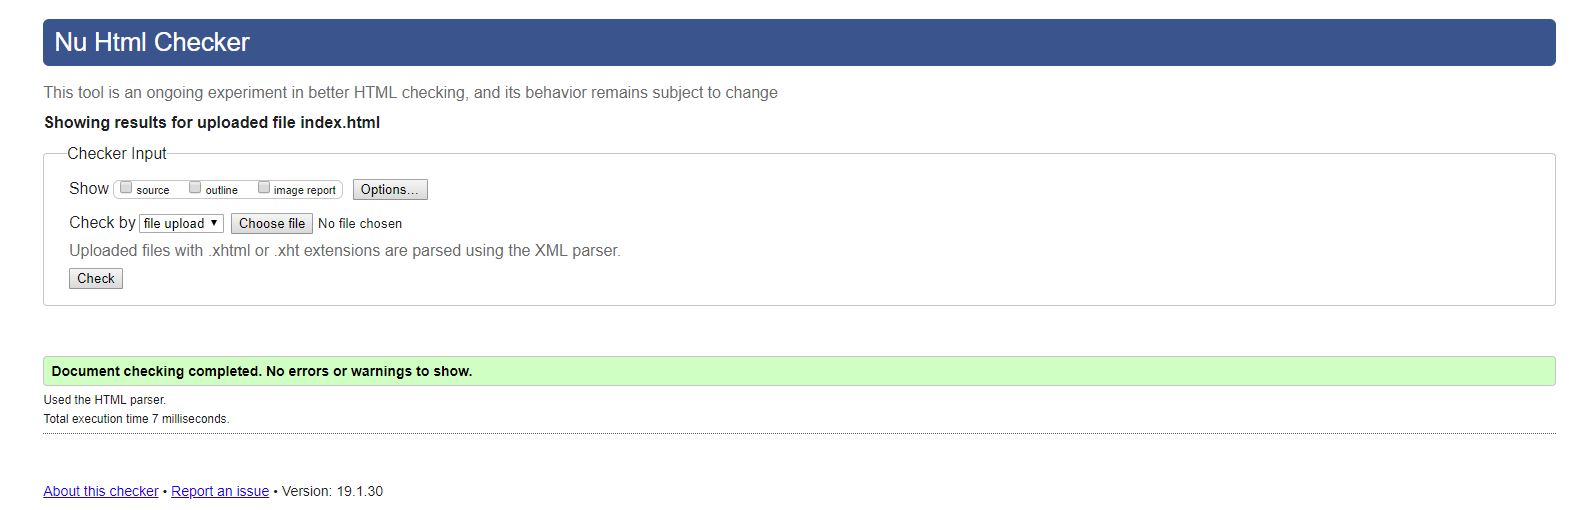 Nu Html Checker
This tool is an ongoing experiment in better HTML checking, and its behavior remains subject to change
Showing results for uploaded file index.html
Checker Input
Show source outline image report Options...
Check by file upload Choose file No file chosen
Uploaded files with .xhtml or .xht extensions are parsed using the XML parser.
Check
Document checking completed. No errors or warnings to show.
Used the HTML parser.
Total execution time 7 milliseconds.
About this checker • Report an issue • Version: 19.1.30